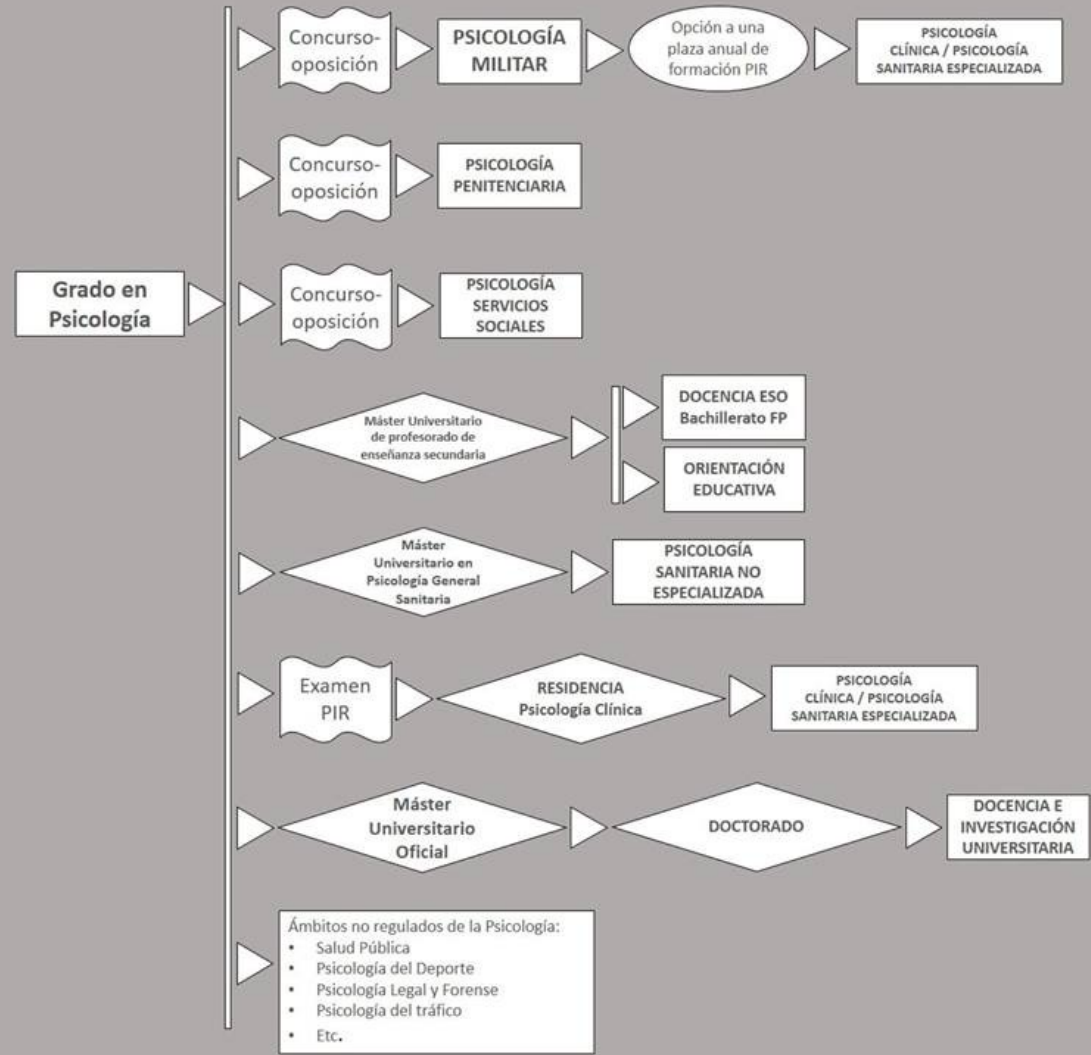 Grado en
Psicología
Concurso-
oposición
PSICOLOGÍA
MILITAR
Opción a una
plaza anual de
formación PIR
PSICOLOGÍA
CLÍNICA / PSICOLOGÍA
SANITARIA ESPECIALIZADA
Concurso-
oposición
PSICOLOGÍA
PENITENCIARIA
Concurso-
oposición
PSICOLOGÍA
SERVICIOS
SOCIALES
Máster Universitario
de profesorado de
enseñanza secundaria
DOCENCIA ESO
Bachillerato FP
ORIENTACIÓN
EDUCATIVA
Máster
Universitario en
Psicología General
Sanitaria
PSICOLOGÍA
SANITARIA NO
ESPECIALIZADA
Examen
PIR
RESIDENCIA
Psicología Clínica
PSICOLOGÍA
CLÍNICA / PSICOLOGÍA
SANITARIA ESPECIALIZADA
Máster
Universitario
Oficial
DOCTORADO
DOCENCIA E
INVESTIGACIÓN
UNIVERSITARIA
Ámbitos no regulados de la Psicología:
• Salud Pública
• Psicología del Deporte
• Psicología Legal y Forense
• Psicología del tráfico
• Etc.